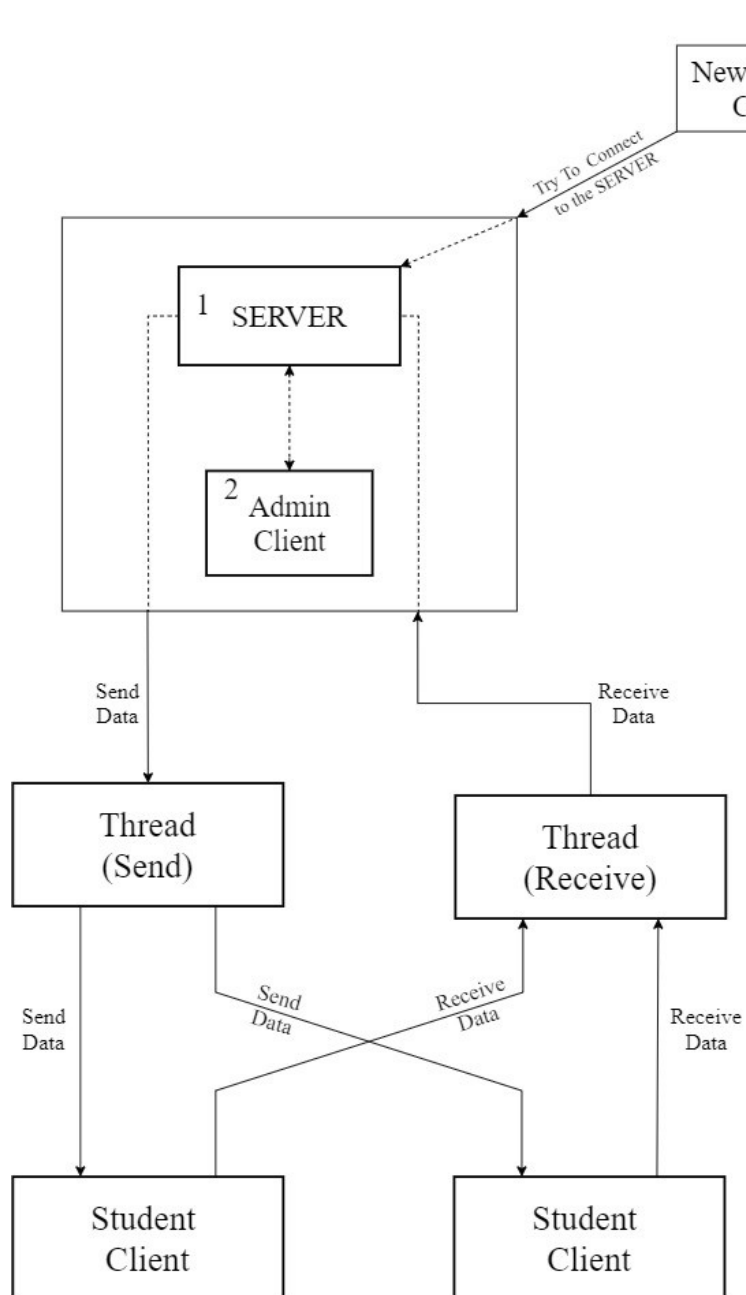 New
Try To Connect
to the SERVER
1
SERVER
2
Admin
Client
Send
Data
Receive
Data
Thread
(Send)
Thread
(Receive)
Send
Data
Send
Data
Receive
Data
Receive
Data
Student
Client
Student
Client